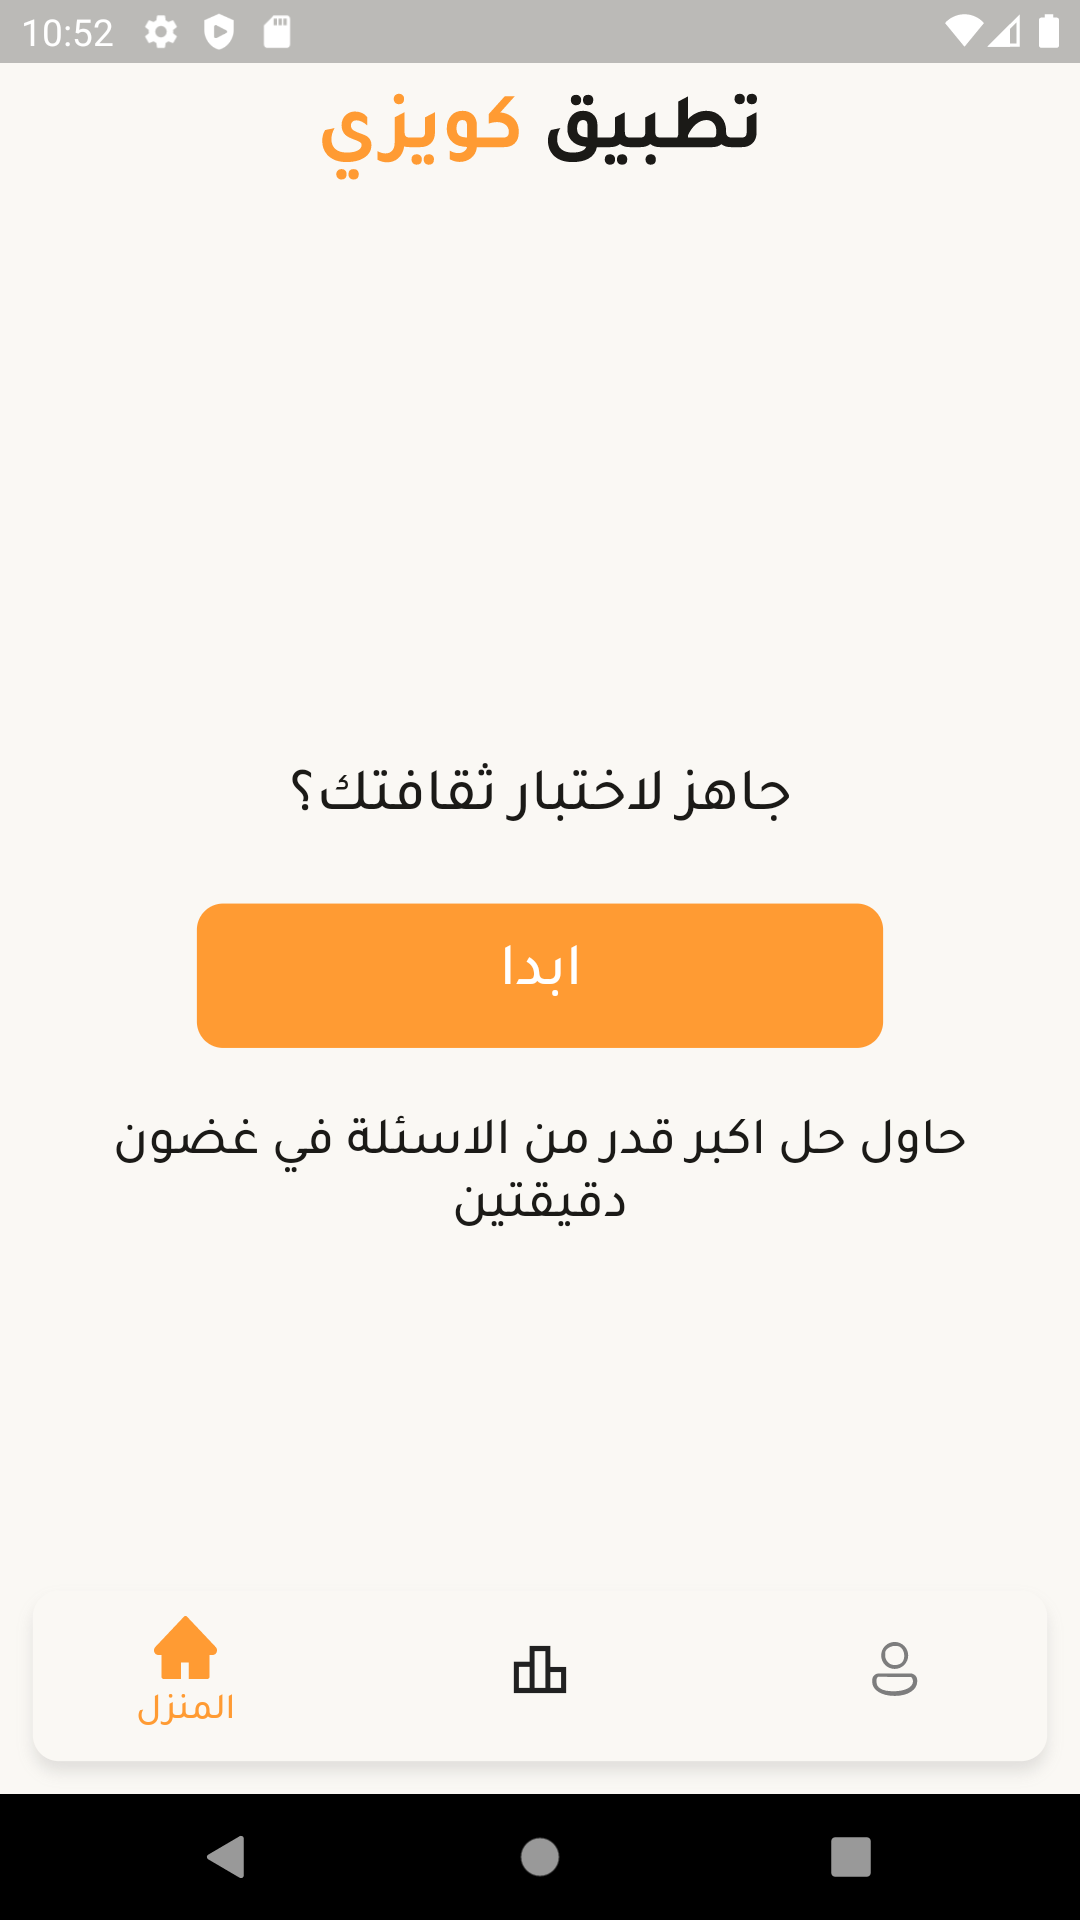 10:52
تطبيق كويزي
جاهز لاختبار ثقافتك؟
ابدا
حاول حل اكبر قدر من الاسئلة في غضون
دقيقتين
المنزل